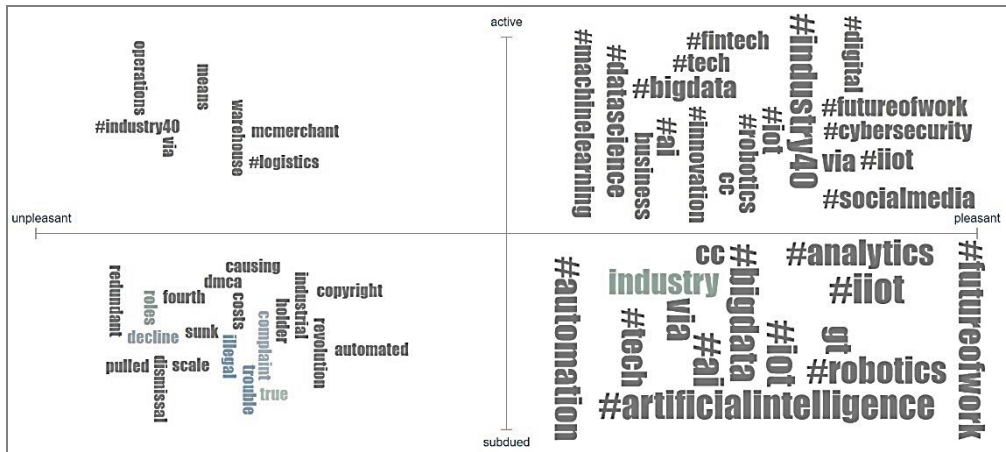 active
operations
means
#industry40
via
warehouse
mcmerchant
#logistics
#machinelearning
#datascience
#fintech
#tech
#bigdata
#ai
business
#innovation
cc
#robotics
#iot
#industry40
#digital
#futureofwork
#cybersecurity
via #iiot
#socialmedia
unpleasant
pleasant
redundant
roles
fourth
dmca
causing
costs
industrial
holder
copyright
decline
sunk
illegal
complaint
revolution
automated
pulled
dismissal
scale
trouble
true
#automation
industry
cc
via
#tech
#ai
#bigdata
#iot
#analytics
#iiot
gt
#robotics
#artificialintelligence
#futureofwork
subdued